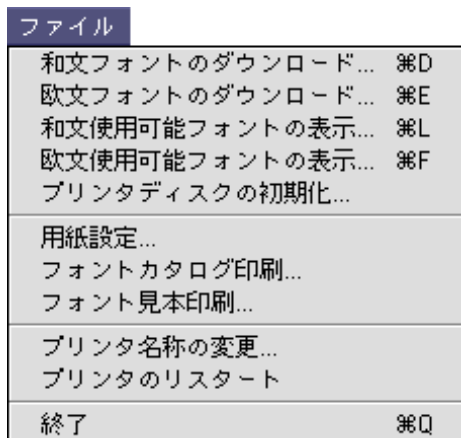 ファイル
和文フォントのダウンロード... ⌘D
欧文フォントのダウンロード... ⌘E
和文使用可能フォントの表示... ⌘L
欧文使用可能フォントの表示... ⌘F
プリンタディスクの初期化...
用紙設定...
フォントカタログ印刷...
フォント見本印刷...
プリンタ名称の変更...
プリンタのリスタート
終了 ⌘Q